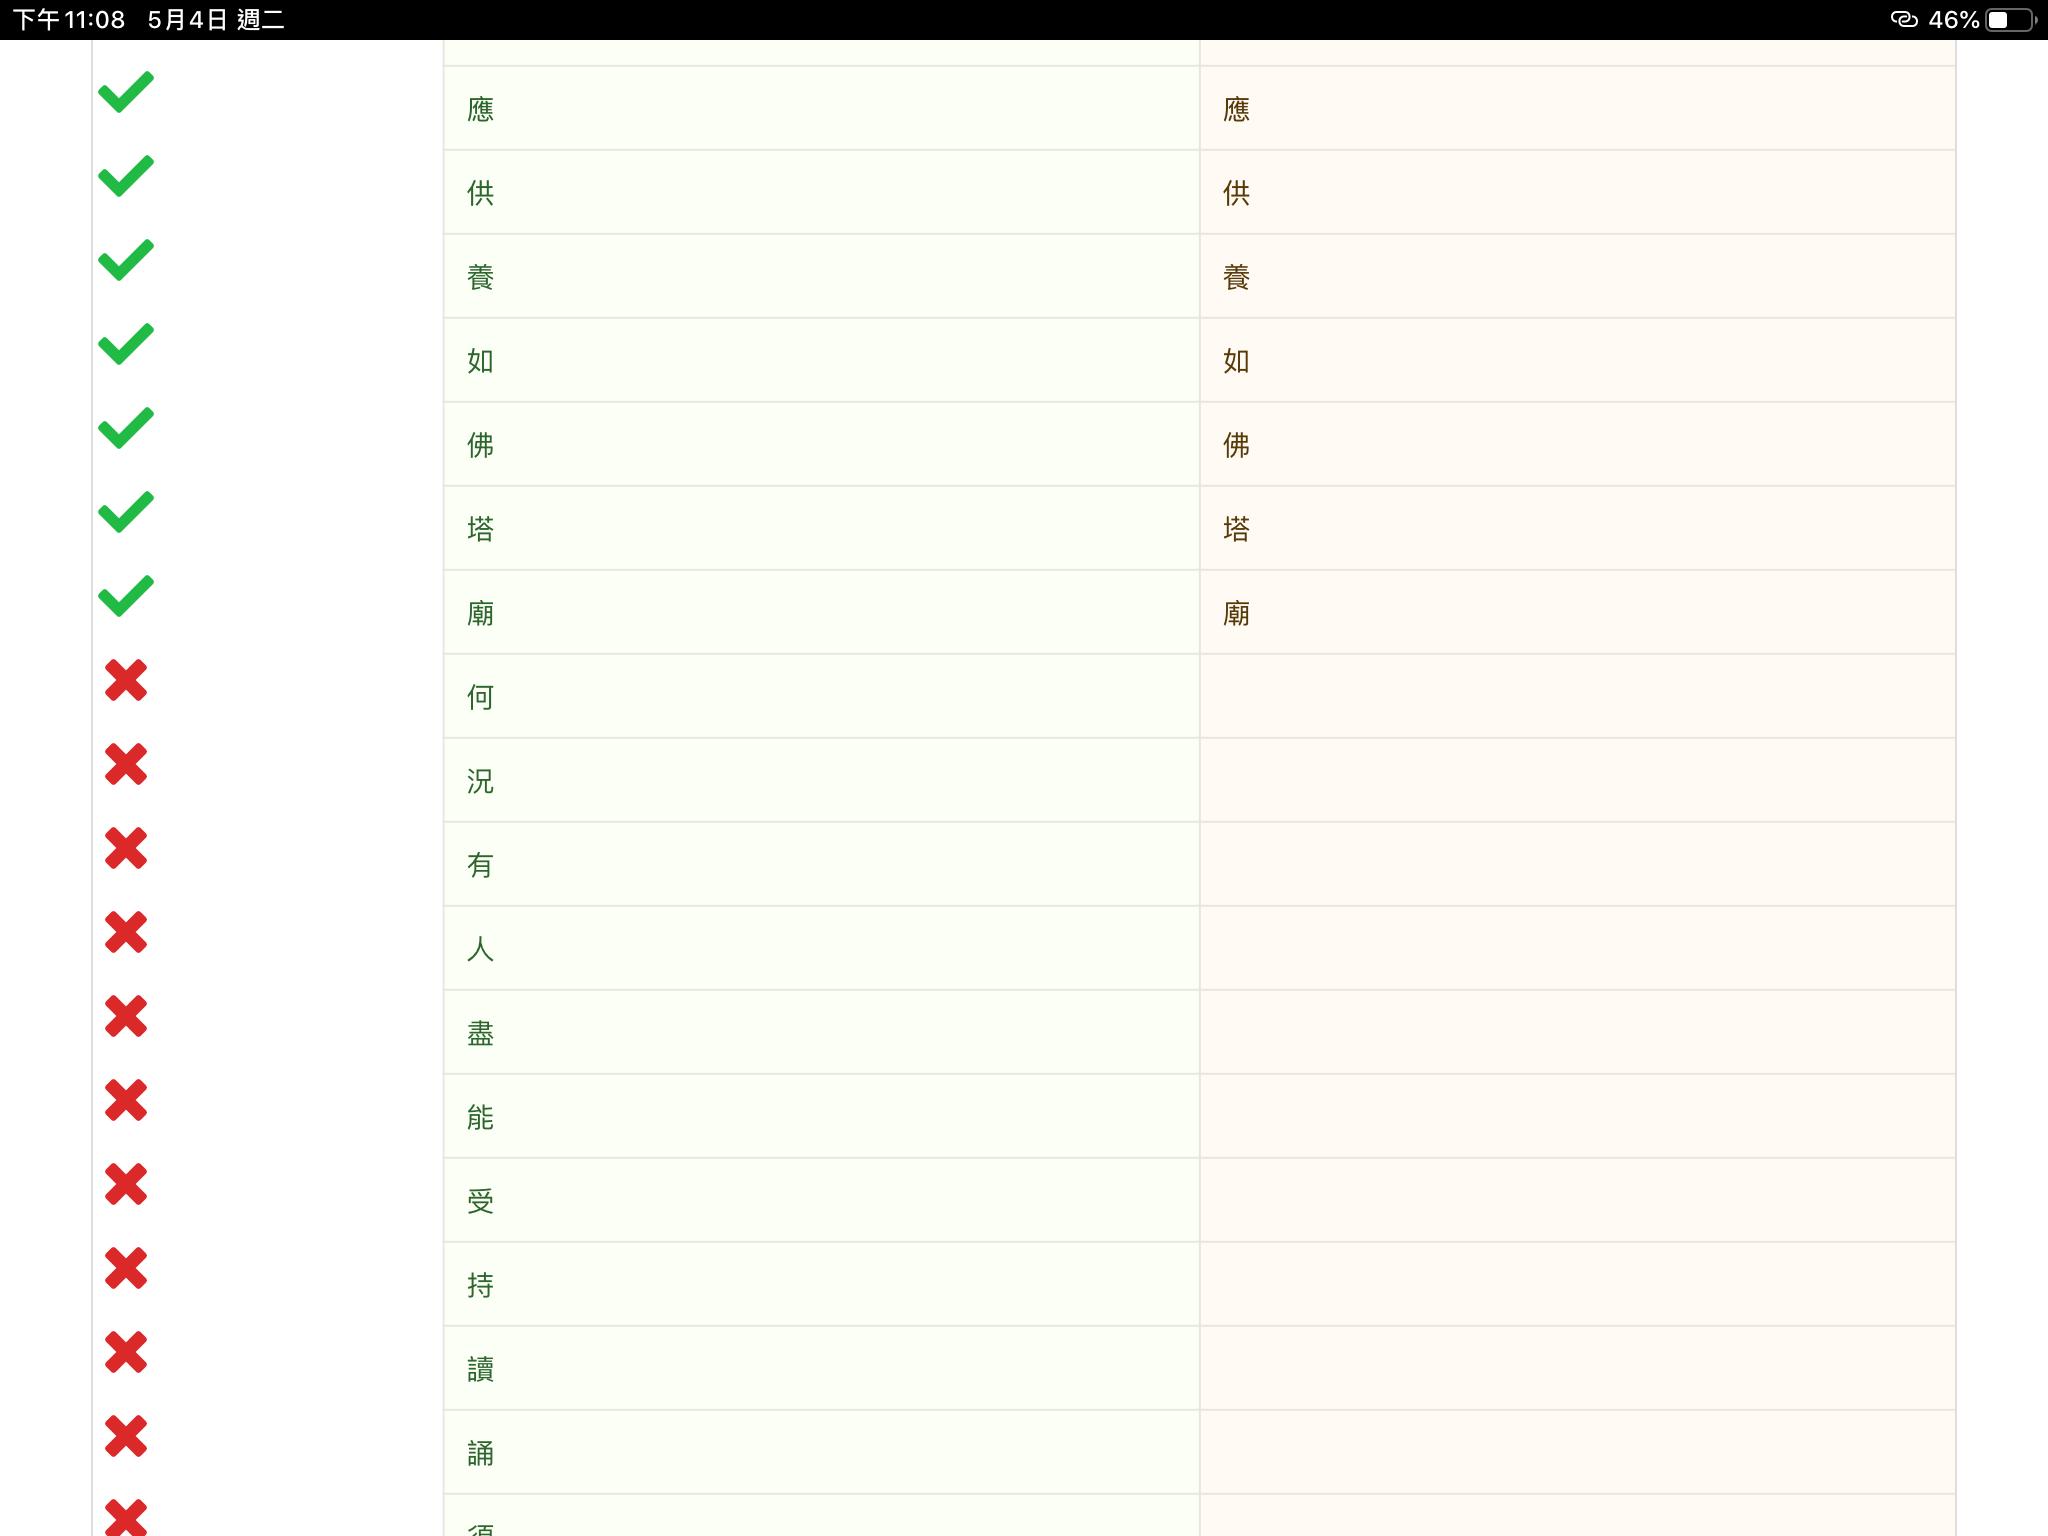 下午11:08 5月4日 週二 46%
應 應
供 供
養 養
如 如
佛 佛
塔 塔
廟 廟
何
況
有
人
盡
能
受
持
讀
誦
須